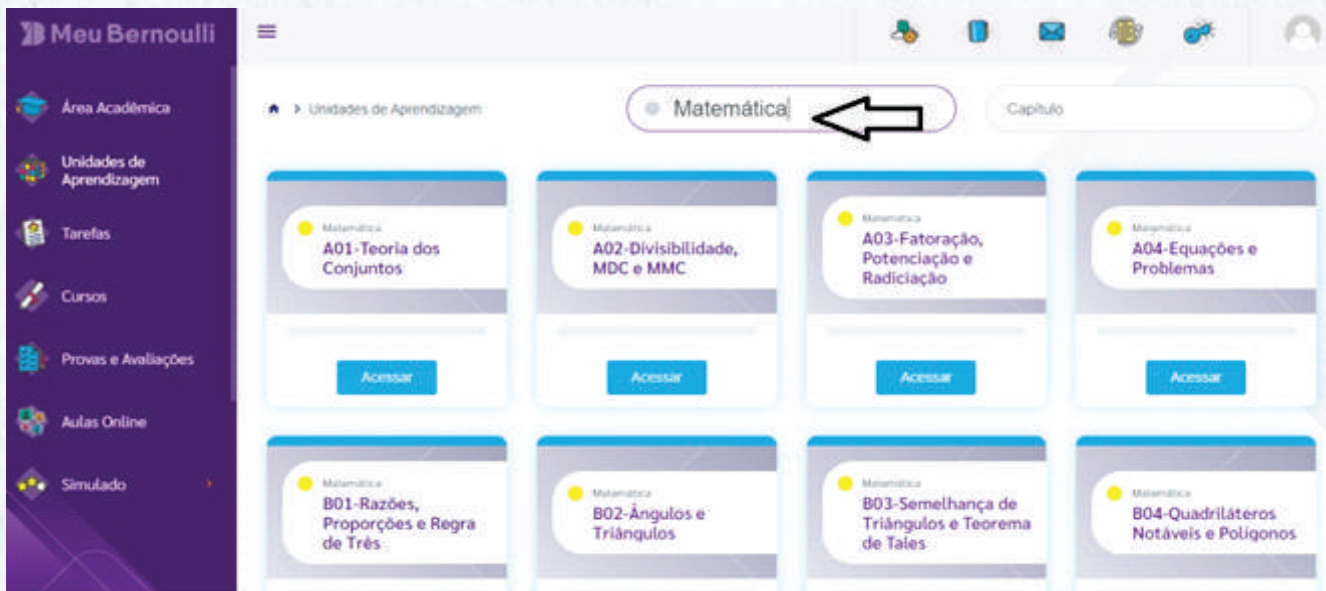 Meu Bernoulli
Área Acadêmica
Unidades de
Aprendizagem
Tarefas
Cursos
Provas e Avaliações
Aulas Online
Simulado
> Unidades de Aprendizagem
Matemática
Capítulo
Matemática
A01-Teoria dos
Conjuntos
Acessar
Matemática
A02-Divisibilidade,
MDC e MMC
Acessar
Matemática
A03-Fatoração,
Potenciação e
Radiciação
Acessar
Matemática
A04-Equações e
Problemas
Acessar
Matemática
B01-Razões,
Proporções e Regra
de Três
Matemática
B02-Ângulos e
Triângulos
Matemática
B03-Semelhança de
Triângulos e Teorema
de Tales
Matemática
B04-Quadriláteros
Notáveis e Polígonos